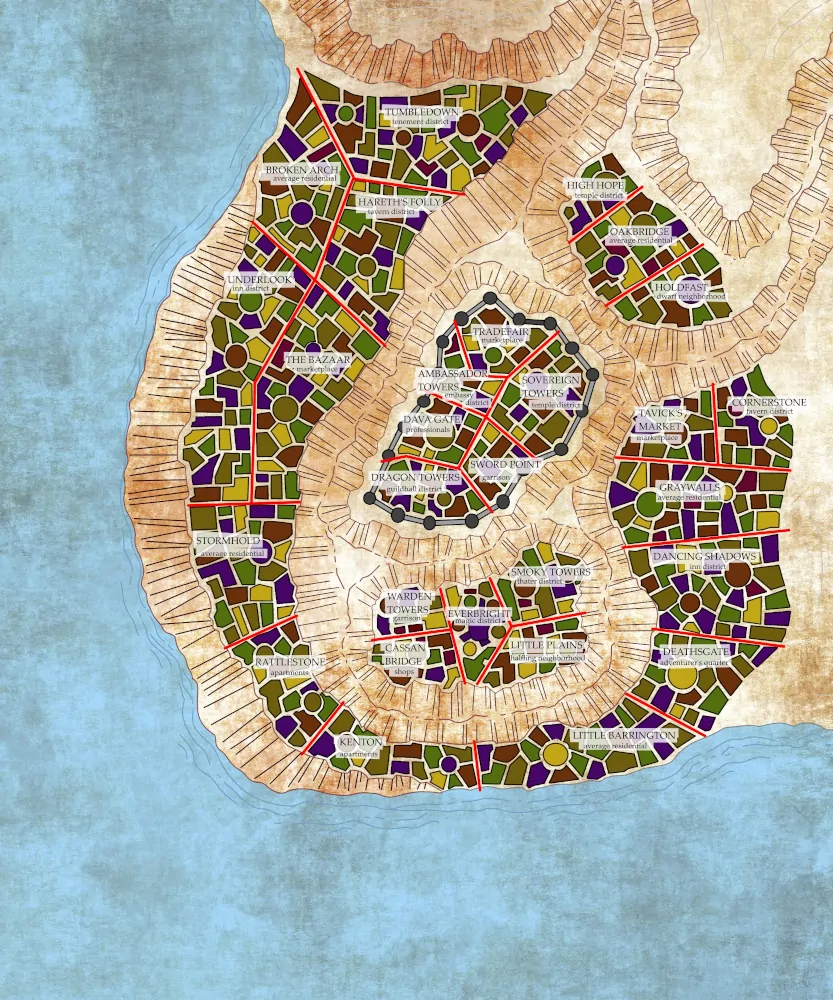 TUMBLEDOWN
tenement district
BROKEN ARCH
average residential
HARETH'S FOLLY
tavern district
HIGH HOPE
temple district
OAKBRIDGE
average residential
UNDERLOOK
inn district
HOLDFAST
dwarf neighborhood
TRADEFAIR
marketplace
THE BAZAAR
marketplace
AMBASSADOR
TOWERS
embassy
district
SOVEREIGN
TOWERS
temple district
CORNERSTONE
tavern district
TAVICK'S
MARKET
marketplace
DAVA GATE
professionals
SWORD POINT
garrison
DRAGON TOWERS
guildhall district
GRAYWALLS
average residential
STORMHOLD
average residential
DANCING SHADOWS
inn district
SMOKY TOWERS
thater district
WARDEN
TOWERS
garrison
EVERBRIGHT
magic district
CASSAN
BRIDGE
shops
LITTLE PLAINS
halfling neighborhood
DEATHSGATE
adventurer's quarter
RATTLESTONE
apartments
KENTON
apartments
LITTLE BARRINGTON
average residential